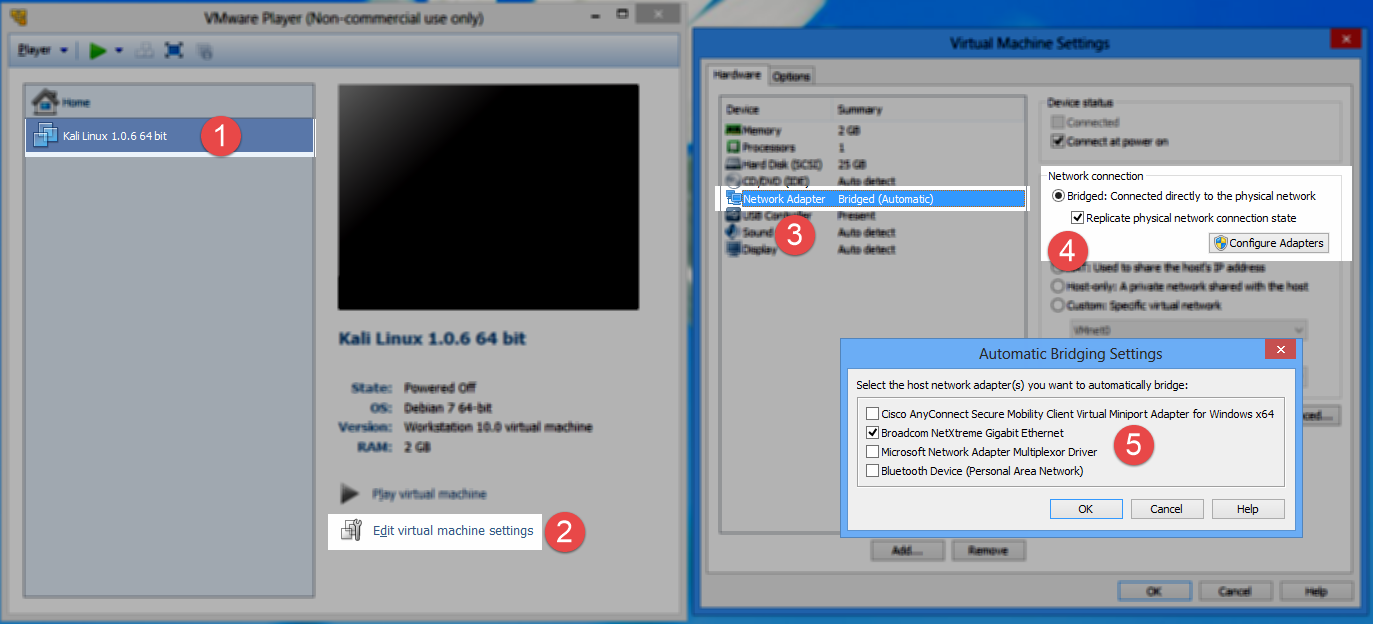 VMware Player (Non-commercial use only)
Player
Home
Kali Linux 1.0.6 64 bit
1
Kali Linux 1.0.6 64 bit
State: Powered Off
OS: Debian 7 64-bit
Version: Workstation 10.0 virtual machine
RAM: 2 GB
Play virtual machine
Edit virtual machine settings
2
Virtual Machine Settings
Hardware Options
Device Summary
Memory 2 GB
Processors 1
Hard Disk (SCSI) 25 GB
CD/DVD (IDE) Auto detect
Network Adapter Bridged (Automatic)
USB Controller Present
Sound Auto detect
Display Auto detect
3
Add... Remove
Device status
Connected
Connect at power on
Network connection
Bridged: Connected directly to the physical network
Replicate physical network connection state
Configure Adapters
4
Used to share the host's IP address
Host-only: A private network shared with the host
Custom: Specific virtual network
VMnet0
Automatic Bridging Settings
Select the host network adapter(s) you want to automatically bridge:
Cisco AnyConnect Secure Mobility Client Virtual Miniport Adapter for Windows x64
Broadcom NetXtreme Gigabit Ethernet
Microsoft Network Adapter Multiplexor Driver
Bluetooth Device (Personal Area Network)
5
OK Cancel Help
OK Cancel Help